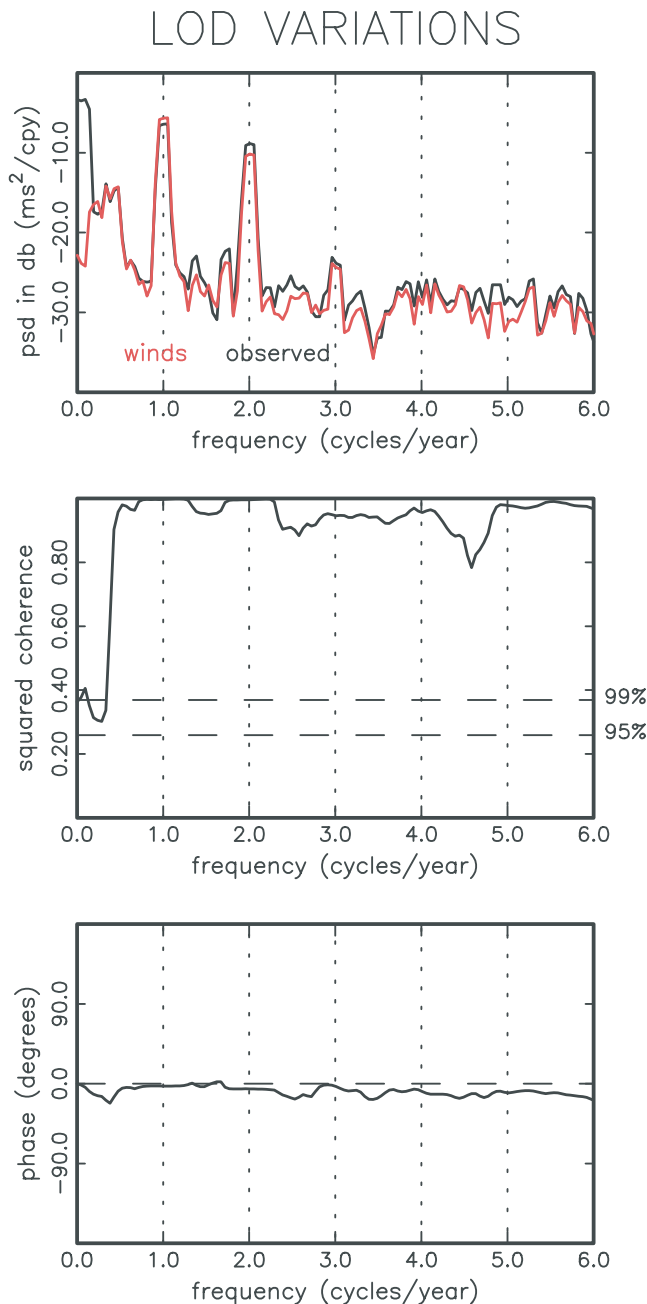 LOD VARIATIONS
psd in db (ms²/cpy)
-10.0
-20.0
-30.0
winds observed
0.0 1.0 2.0 3.0 4.0 5.0 6.0
frequency (cycles/year)
squared coherence
0.80
0.60
0.40
0.20
99%
95%
0.0 1.0 2.0 3.0 4.0 5.0 6.0
frequency (cycles/year)
phase (degrees)
90.0
0.0
-90.0
0.0 1.0 2.0 3.0 4.0 5.0 6.0
frequency (cycles/year)